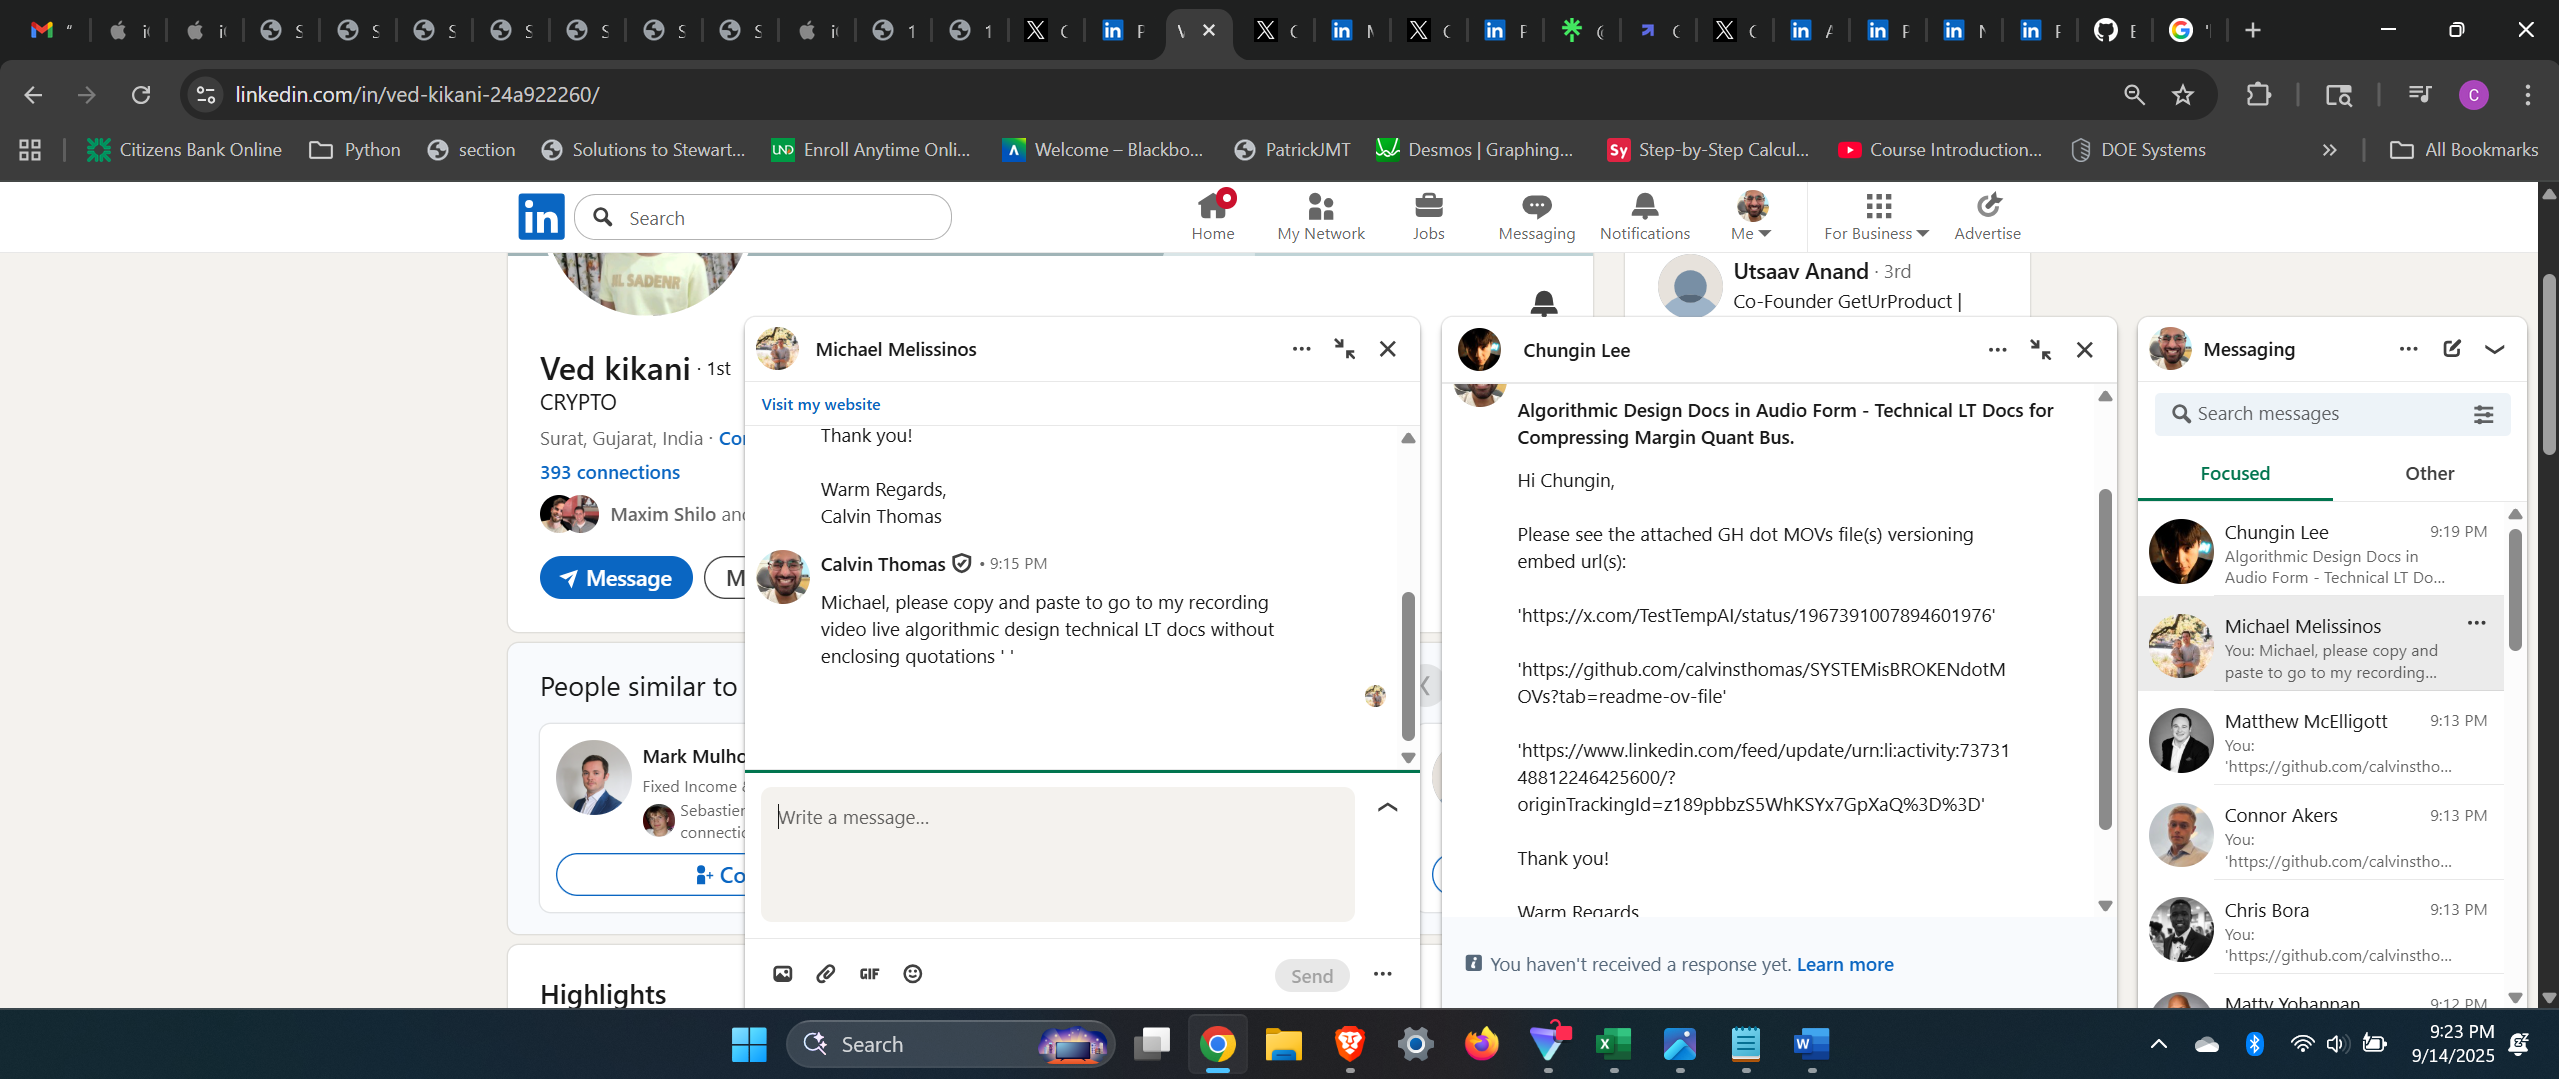 linkedin.com/in/ved-kikani-24a922260/
C
Citizens Bank Online
Python
section
Solutions to Stewart...
Enroll Anytime Onli...
Welcome – Blackbo...
PatrickJMT
Desmos | Graphing...
Step-by-Step Calcul...
Course Introduction...
DOE Systems
All Bookmarks
Search
Home
My Network
Jobs
Messaging
Notifications
Me
For Business
Advertise
Utsaav Anand · 3rd
Co-Founder GetUrProduct |
Ved kikani · 1st
CRYPTO
Surat, Gujarat, India ·
393 connections
Maxim Shilo
Message
People similar to
Mark
Fixed Income
Highlights
Michael Melissinos
Visit my website
Thank you!
Warm Regards,
Calvin Thomas
Calvin Thomas • 9:15 PM
Michael, please copy and paste to go to my recording
video live algorithmic design technical LT docs without
enclosing quotations ' '
Write a message...
GIF
Send
Chungin Lee
Algorithmic Design Docs in Audio Form - Technical LT Docs for
Compressing Margin Quant Bus.
Hi Chungin,
Please see the attached GH dot MOVs file(s) versioning
embed url(s):
'https://x.com/TestTempAI/status/1967391007894601976'
'https://github.com/calvinsthomas/SYSTEMisBROKENdotM
OVs?tab=readme-ov-file'
'https://www.linkedin.com/feed/update/urn:li:activity:73731
48812246425600/?
originTrackingId=z189pbbzS5WhKSYx7GpXaQ%3D%3D'
Thank you!
Warm Regards
You haven't received a response yet. Learn more
Messaging
Search messages
Focused
Other
Chungin Lee 9:19 PM
Algorithmic Design Docs in
Audio Form - Technical LT Do...
Michael Melissinos
You: Michael, please copy and
paste to go to my recording...
Matthew McElligott 9:13 PM
You:
'https://github.com/calvinstho...
Connor Akers 9:13 PM
You:
'https://github.com/calvinstho...
Chris Bora 9:13 PM
You:
'https://github.com/calvinstho...
Matty Yohannan 9:12 PM
Search
9:23 PM
9/14/2025